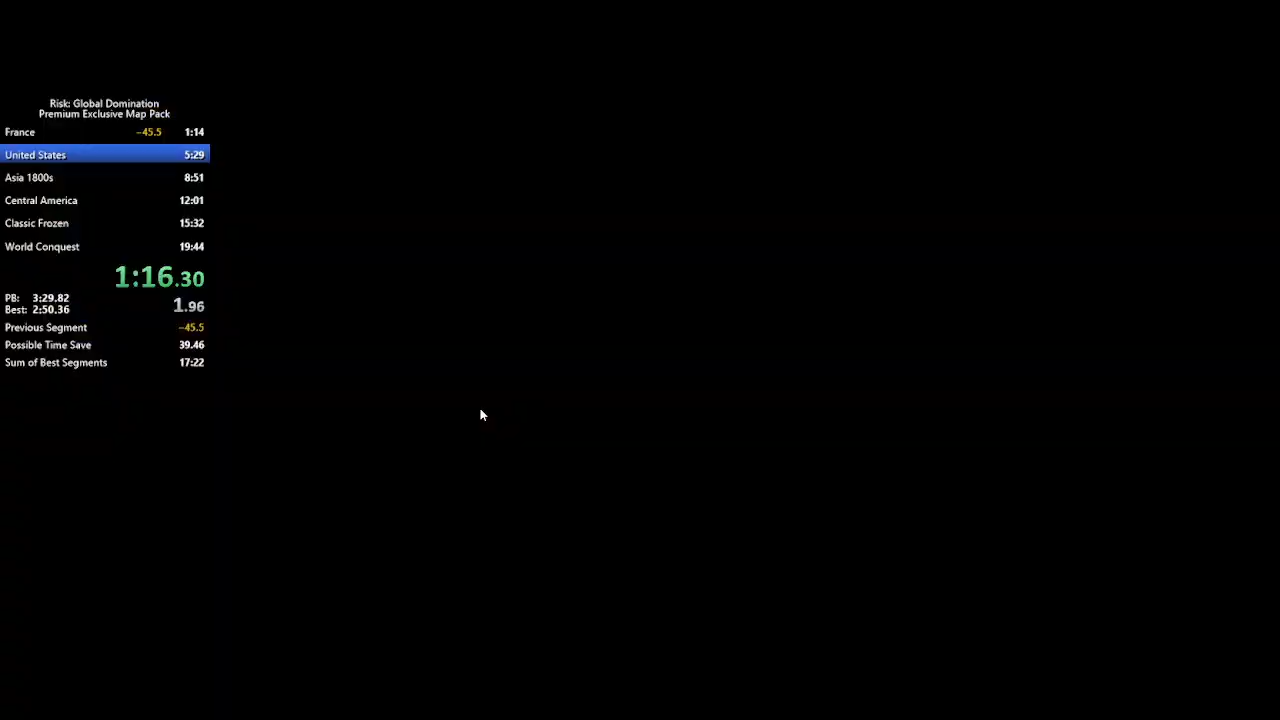 Risk: Global Domination
Premium Exclusive Map Pack
France −45.5 1:14
United States 5:29
Asia 1800s 8:51
Central America 12:01
Classic Frozen 15:32
World Conquest 19:44
1:16.30
PB: 3:29.82
Best: 2:50.36
1.96
Previous Segment −45.5
Possible Time Save 39.46
Sum of Best Segments 17:22